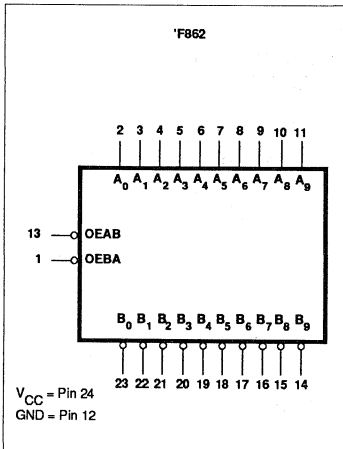 'F862
2 3 4 5 6 7 8 9 10 11
A0 A1 A2 A3 A4 A5 A6 A7 A8 A9
13 OEAB
1 OEBA
B0 B1 B2 B3 B4 B5 B6 B7 B8 B9
23 22 21 20 19 18 17 16 15 14
VCC = Pin 24
GND = Pin 12